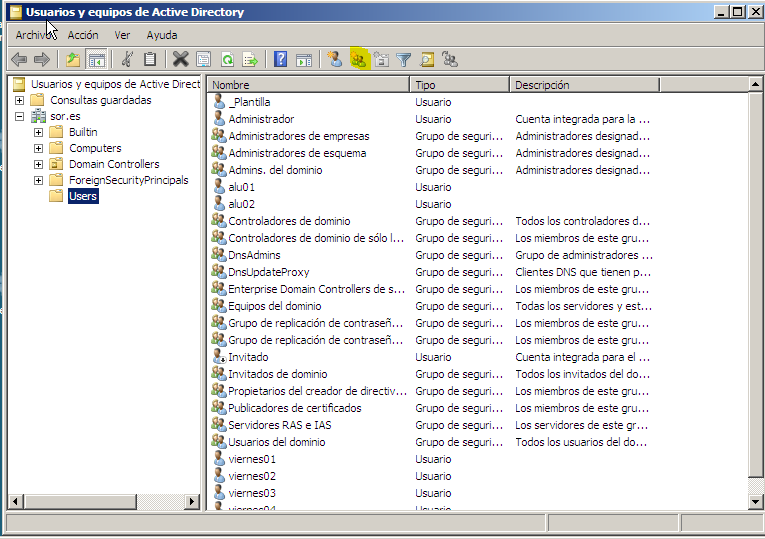 Usuarios y equipos de Active Directory
Archivo Acción Ver Ayuda
Usuarios y equipos de Active Direct
Consultas guardadas
sor.es
Builtin
Computers
Domain Controllers
ForeignSecurityPrincipals
Users
Nombre Tipo Descripción
_Plantilla Usuario
Administrador Usuario Cuenta integrada para la ...
Administradores de empresas Grupo de seguri... Administradores designad...
Administradores de esquema Grupo de seguri... Administradores designad...
Admins. del dominio Grupo de seguri... Administradores designad...
alu01 Usuario
alu02 Usuario
Controladores de dominio Grupo de seguri... Todos los controladores d...
Controladores de dominio de sólo l... Grupo de seguri... Los miembros de este gru...
DnsAdmins Grupo de seguri... Grupo de administradores ...
DnsUpdateProxy Grupo de seguri... Clientes DNS que tienen p...
Enterprise Domain Controllers de s... Grupo de seguri... Los miembros de este gru...
Equipos del dominio Grupo de seguri... Todas los servidores y est...
Grupo de replicación de contraseñ... Grupo de seguri... Los miembros de este gru...
Grupo de replicación de contraseñ... Grupo de seguri... Los miembros de este gru...
Invitado Usuario Cuenta integrada para el ...
Invitados de dominio Grupo de seguri... Todos los invitados del do...
Propietarios del creador de directiv... Grupo de seguri... Los miembros de este gru...
Publicadores de certificados Grupo de seguri... Los miembros de este gru...
Servidores RAS e IAS Grupo de seguri... Los servidores de este gr...
Usuarios del dominio Grupo de seguri... Todos los usuarios del do...
viernes01 Usuario
viernes02 Usuario
viernes03 Usuario
viernes04 Usuario